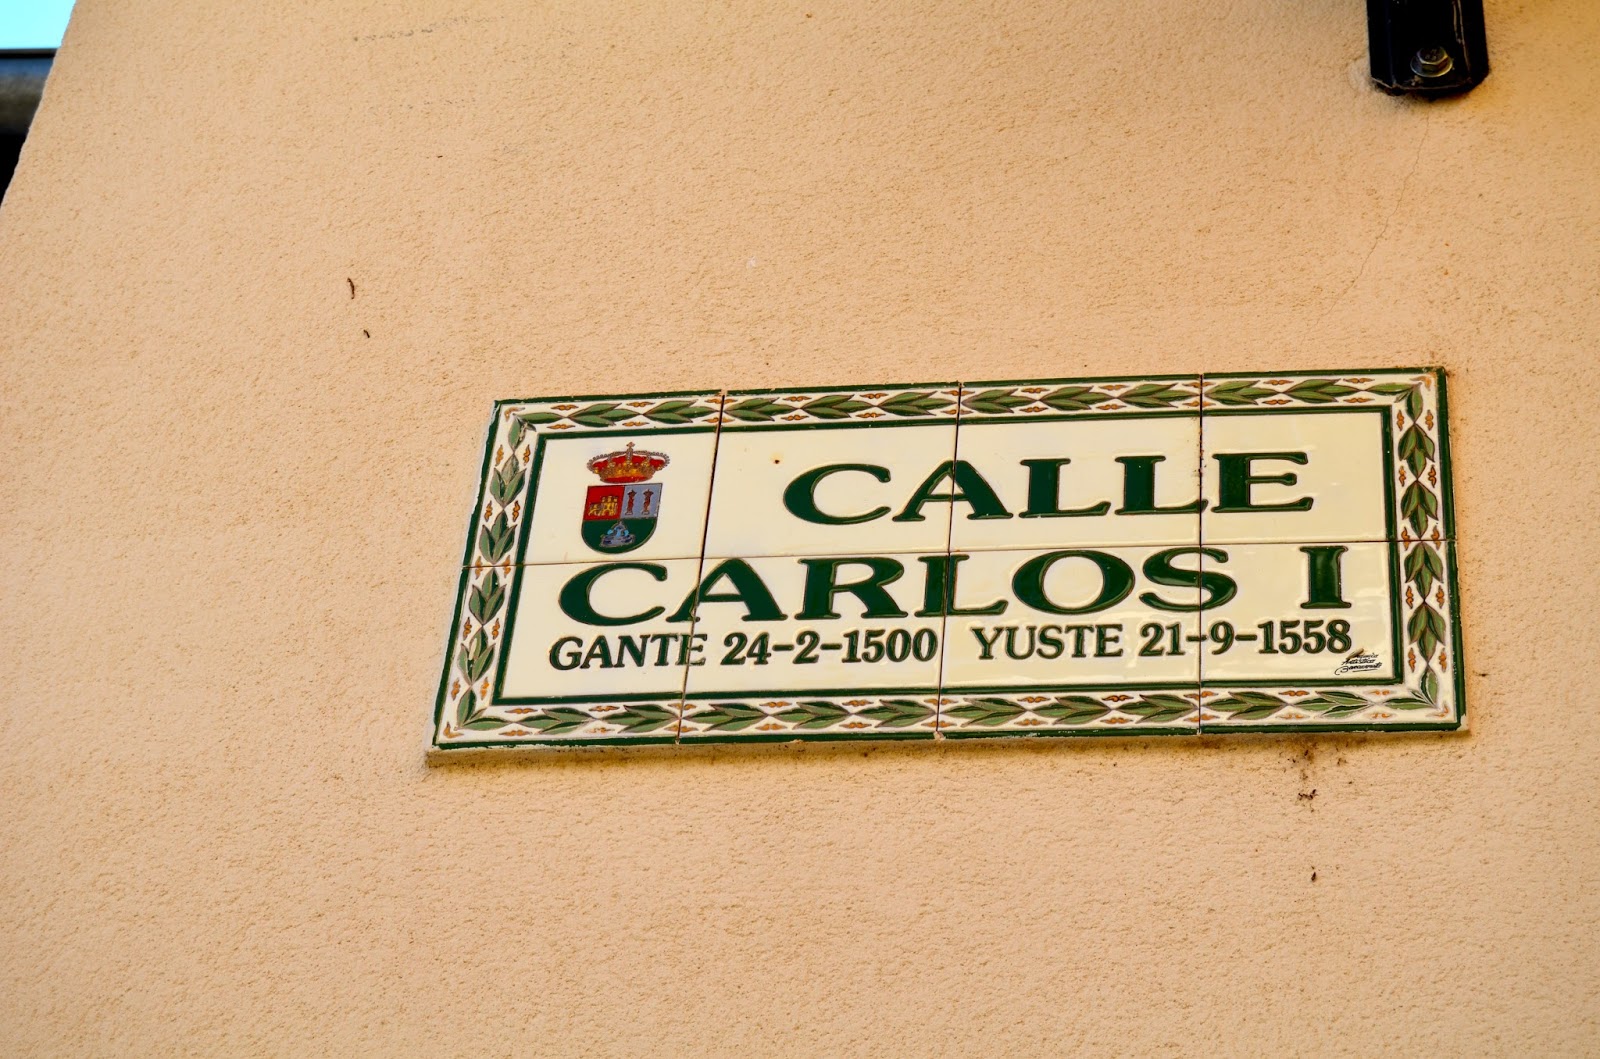 CALLE
CARLOS I
GANTE 24-2-1500 YUSTE 21-9-1558